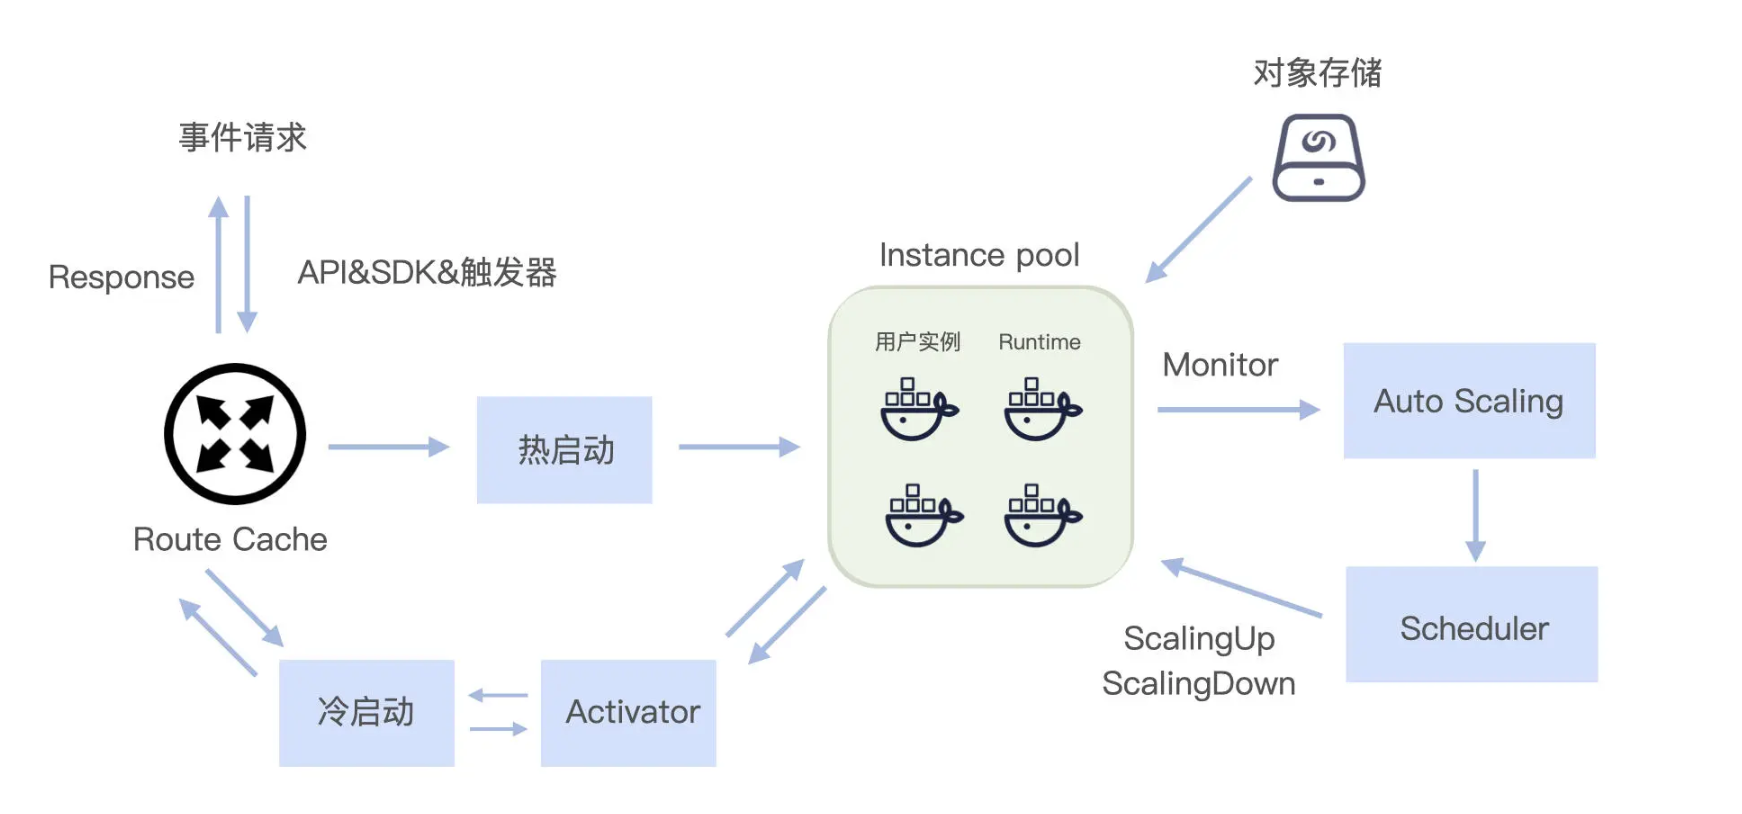 对象存储
事件请求
Response
API&SDK&触发器
Instance pool
用户实例
Runtime
Monitor
Auto Scaling
热启动
Route Cache
ScalingUp
ScalingDown
Scheduler
冷启动
Activator